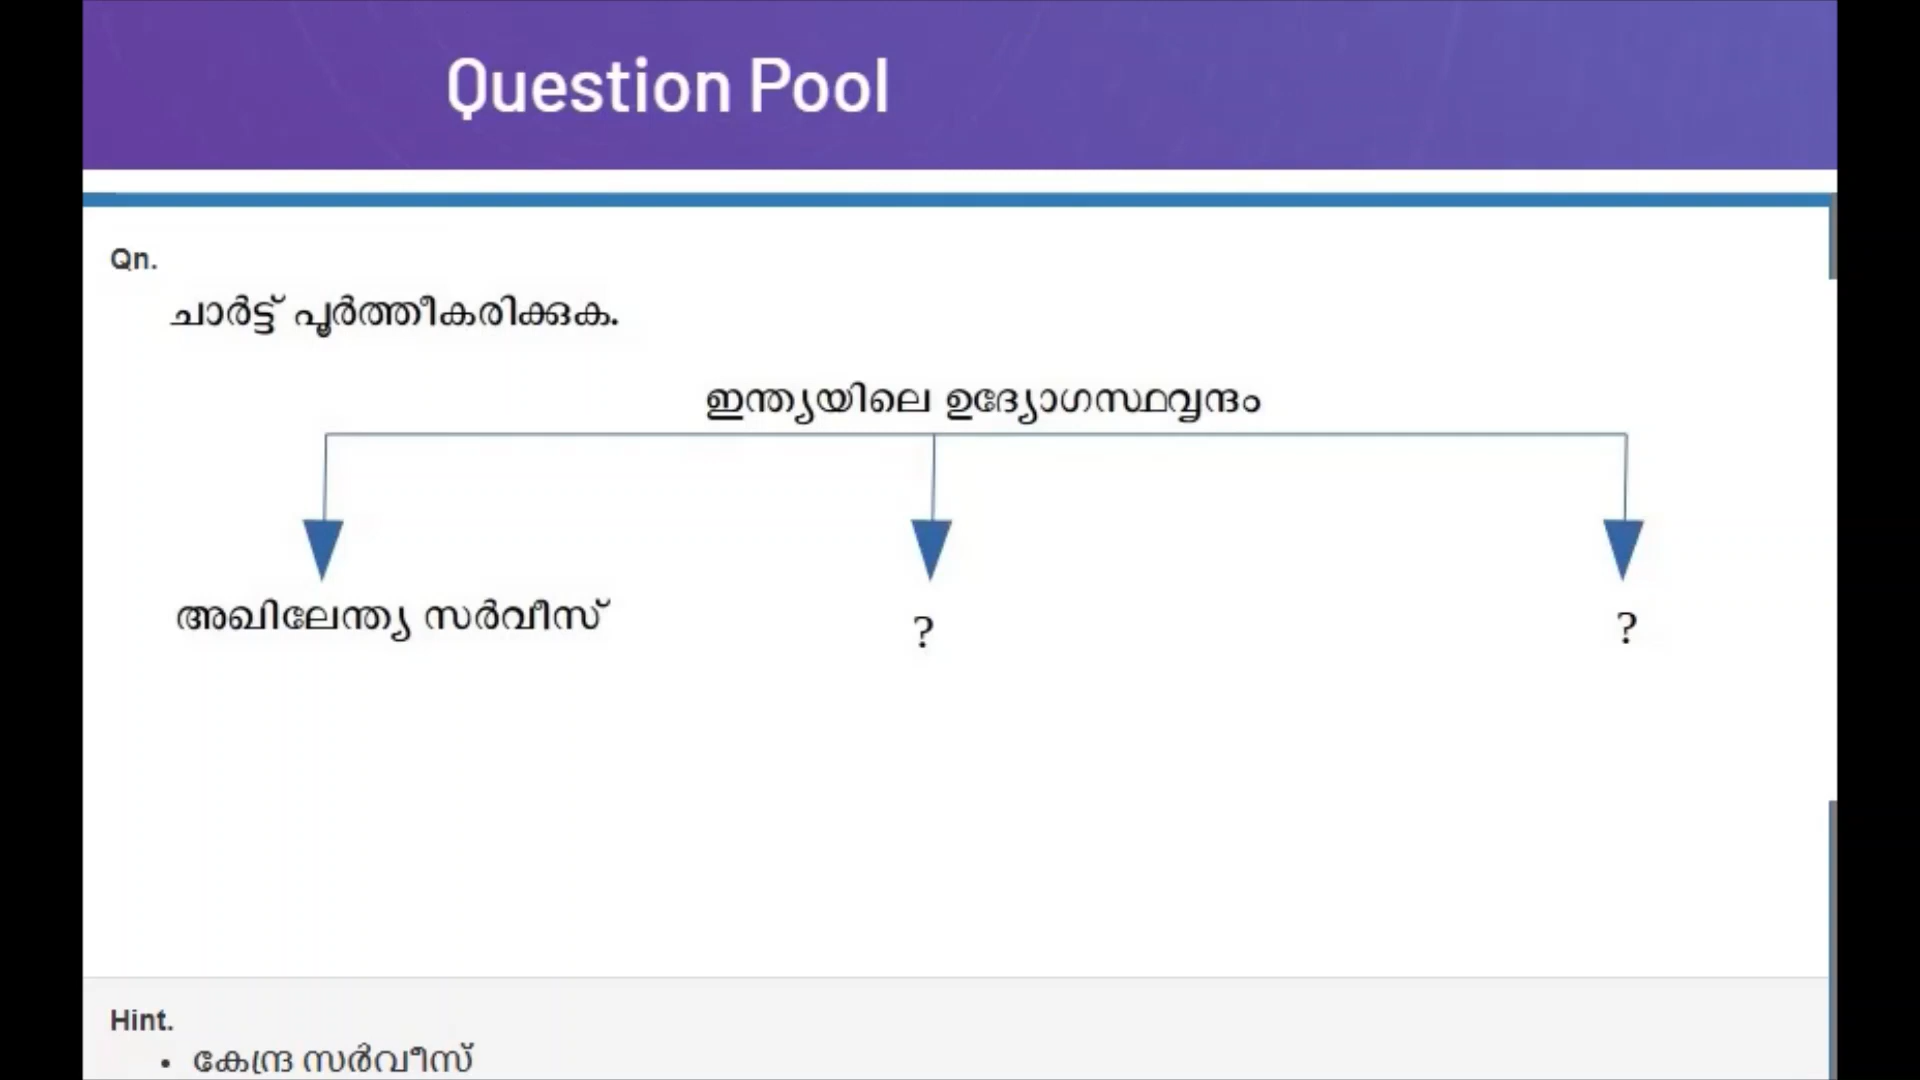 Question Pool
Qn.
ചാർട്ട് പൂർത്തീകരിക്കുക.
ഇന്ത്യയിലെ ഉദ്യോഗസ്ഥവൃന്ദം
അഖിലേന്ത്യ സർവീസ് ? ?
Hint.
• കേന്ദ്ര സർവീസ്